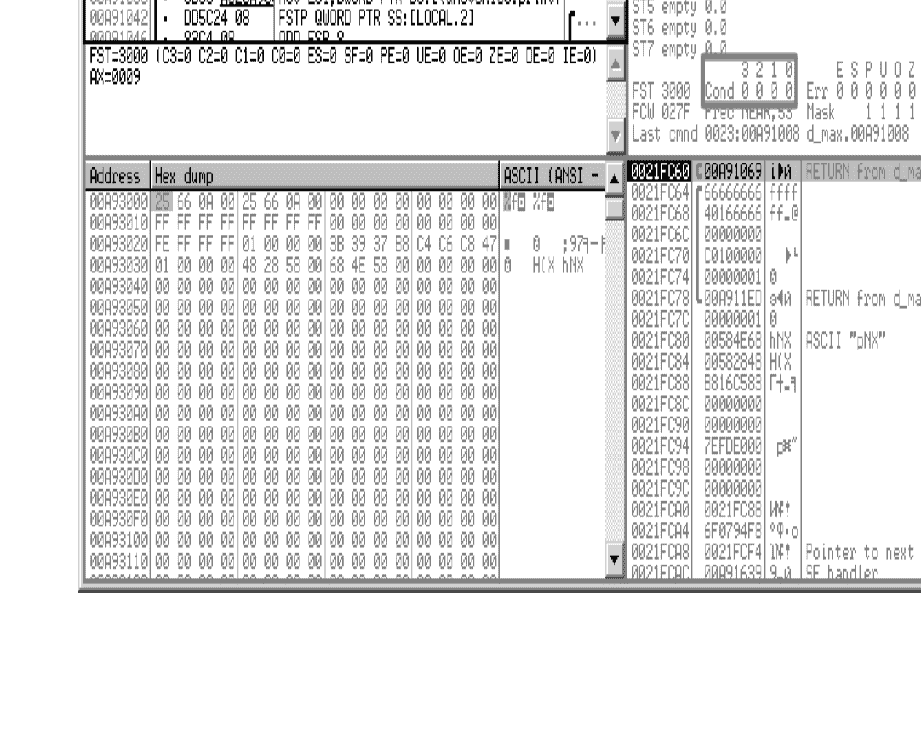 00A91042 • DD5C24 08 FSTP QWORD PTR SS:[LOCAL.2]
FST=3000 (C3=0 C2=0 C1=0 C0=0 ES=0 SF=0 PE=0 UE=0 OE=0 ZE=0 DE=0 IE=0)
AX=0009
ST5 empty 0.0
ST6 empty 0.0
ST7 empty 0.0
3 2 1 0 E S P U O Z
FST 3000 Cond 0 0 0 0 Err 0 0 0 0 0 0
FCW 027F Prec NEAR,53 Mask 1 1 1 1
Last cmnd 0023:00A91008 d_max.00A91008
Address Hex dump ASCII (ANSI -
00A93000 25 66 0A 00 25 66 0A 00 00 00 00 00 00 00 00 00 %f %f
00A93010 FF FF FF FF FF FF FF FF 00 00 00 00 00 00 00 00
00A93020 FE FF FF FF 01 00 00 00 3B 39 37 B8 C4 C6 C8 47 ;97
00A93030 01 00 00 00 48 28 58 00 68 4E 58 00 00 00 00 00 H(X hNX
00A93040 00 00 00 00 00 00 00 00 00 00 00 00 00 00 00 00
00A93050 00 00 00 00 00 00 00 00 00 00 00 00 00 00 00 00
00A93060 00 00 00 00 00 00 00 00 00 00 00 00 00 00 00 00
00A93070 00 00 00 00 00 00 00 00 00 00 00 00 00 00 00 00
00A93080 00 00 00 00 00 00 00 00 00 00 00 00 00 00 00 00
00A93090 00 00 00 00 00 00 00 00 00 00 00 00 00 00 00 00
00A930A0 00 00 00 00 00 00 00 00 00 00 00 00 00 00 00 00
00A930B0 00 00 00 00 00 00 00 00 00 00 00 00 00 00 00 00
00A930C0 00 00 00 00 00 00 00 00 00 00 00 00 00 00 00 00
00A930D0 00 00 00 00 00 00 00 00 00 00 00 00 00 00 00 00
00A930E0 00 00 00 00 00 00 00 00 00 00 00 00 00 00 00 00
00A930F0 00 00 00 00 00 00 00 00 00 00 00 00 00 00 00 00
00A93100 00 00 00 00 00 00 00 00 00 00 00 00 00 00 00 00
00A93110 00 00 00 00 00 00 00 00 00 00 00 00 00 00 00 00
0021FC60 00A91069 RETURN from d_ma
0021FC64 66666666 ffff
0021FC68 40166666 ff_@
0021FC6C 00000000
0021FC70 C0100000
0021FC74 00000001
0021FC78 00A911ED RETURN from d_ma
0021FC7C 00000001
0021FC80 00584E68 hNX ASCII "pNX"
0021FC84 00582848 H(X
0021FC88 B816C583
0021FC8C 00000000
0021FC90 00000000
0021FC94 7EFDE000
0021FC98 00000000
0021FC9C 00000000
0021FCA0 0021FC88
0021FCA4 6F0794F8
0021FCA8 0021FCF4 Pointer to next
0021FCAC 00A91639 SE handler